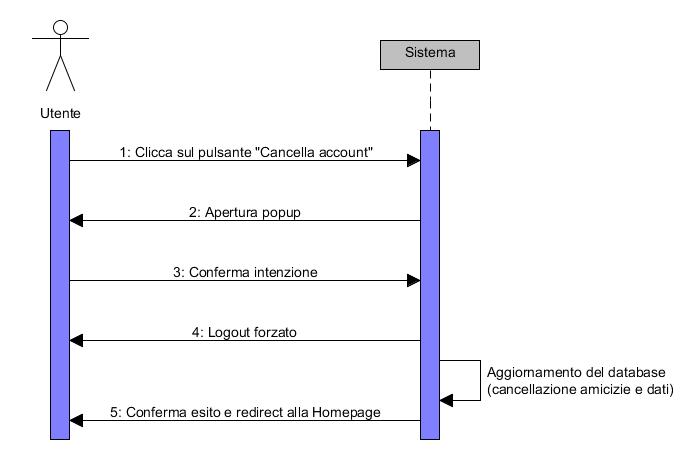 Utente
Sistema
1: Clicca sul pulsante "Cancella account"
2: Apertura popup
3: Conferma intenzione
4: Logout forzato
Aggiornamento del database
(cancellazione amicizie e dati)
5: Conferma esito e redirect alla Homepage